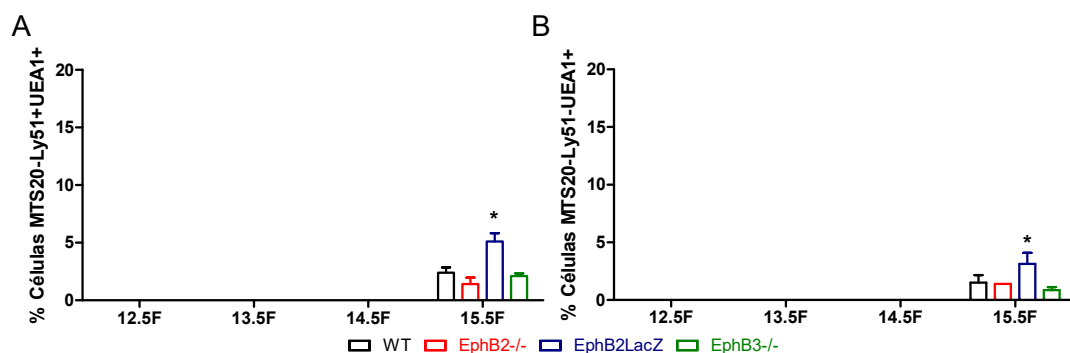 A
% Células MTS20-Ly51+UEA1+
20
15
10
5
0
*
12.5F 13.5F 14.5F 15.5F
B
% Células MTS20-Ly51-UEA1+
20
15
10
5
0
*
12.5F 13.5F 14.5F 15.5F
WT EphB2-/- EphB2LacZ EphB3-/-